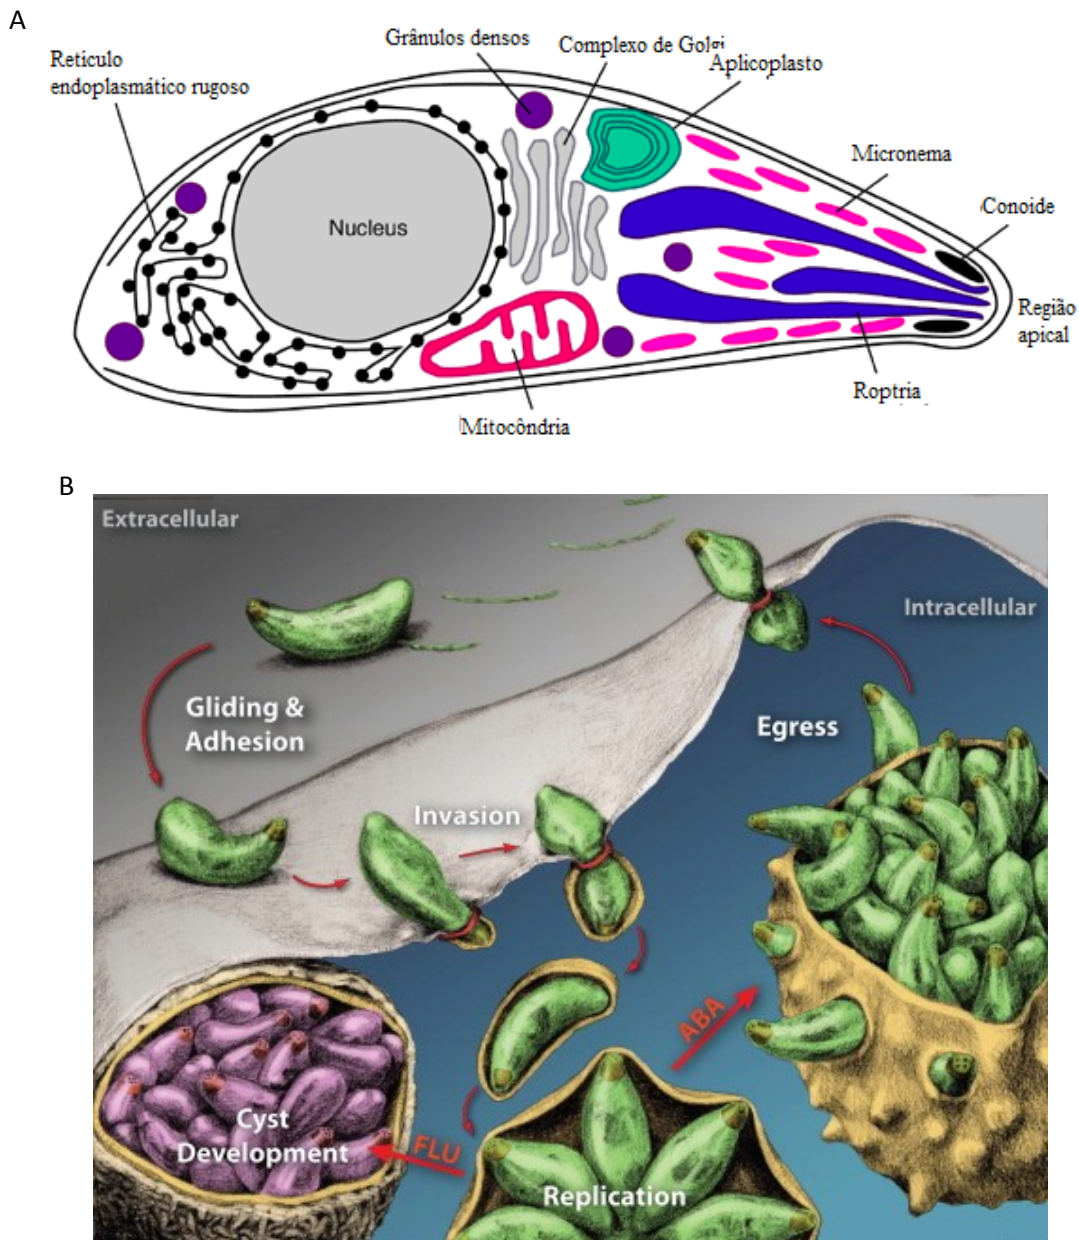 A
Retículo
endoplasmático rugoso
Grânulos densos
Complexo de Golgi
Aplicoplasto
Micronema
Conoide
Nucleus
Região
apical
Roptria
Mitocôndria
B
Extracellular
Intracellular
Gliding &
Adhesion
Egress
Invasion
ABA
Cyst
Development
FLU
Replication